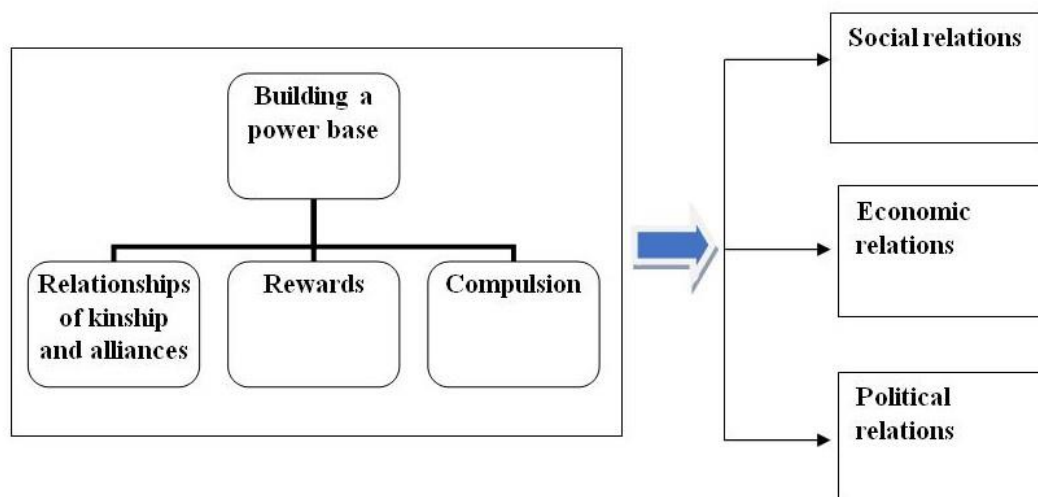 Building a
power base
Relationships
of kinship
and alliances
Rewards
Compulsion
Social relations
Economic
relations
Political
relations